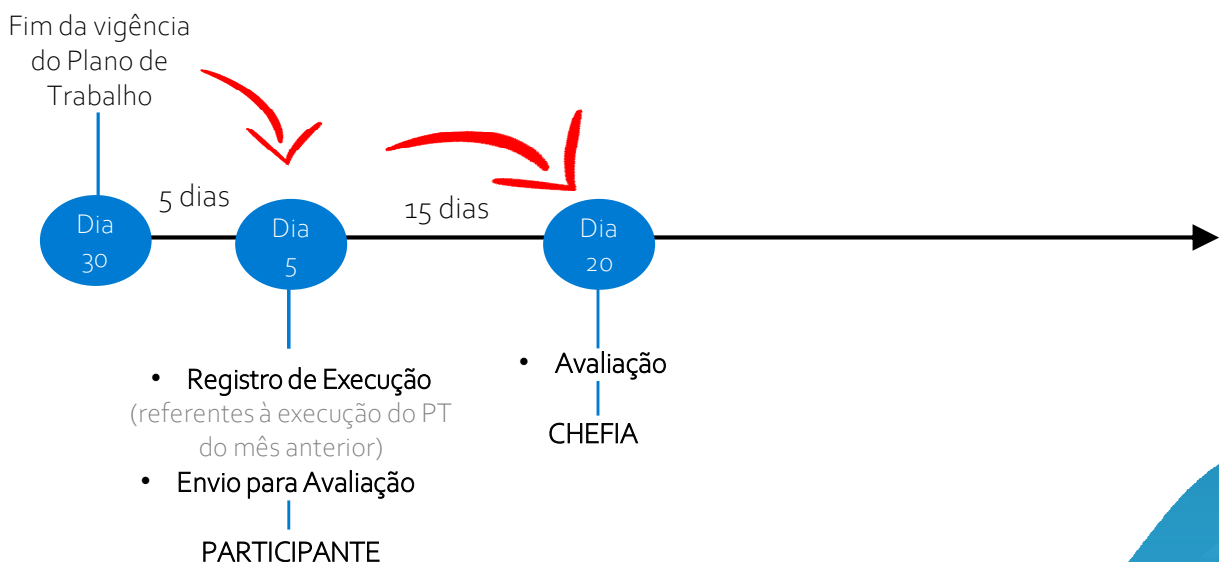 Fim da vigência
do Plano de
Trabalho
5 dias
15 dias
Dia
30
Dia
5
Dia
20
• Registro de Execução
(referentes à execução do PT
do mês anterior)
• Envio para Avaliação
PARTICIPANTE
• Avaliação
CHEFIA